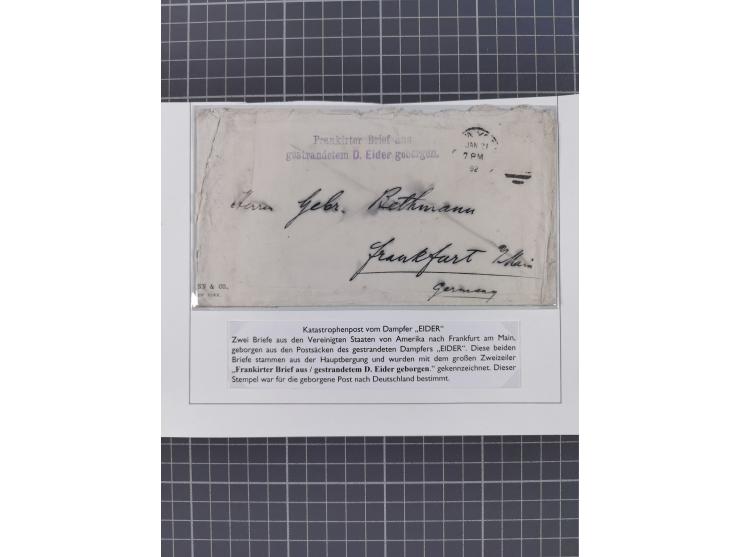 Frankirter Brief aus
gestrandetem D. Eider geborgen.
JAN 21
7 PM
92
Herrn Gebr. Bethmann
Frankfurt a/Main
Germany
& CO.
YORK.
Katastrophenpost vom Dampfer „EIDER"
Zwei Briefe aus den Vereinigten Staaten von Amerika nach Frankfurt am Main,
geborgen aus den Postsäcken des gestrandeten Dampfers „EIDER". Diese beiden
Briefe stammen aus der Hauptbergung und wurden mit dem großen Zweizeiler
„Frankirter Brief aus / gestrandetem D. Eider geborgen." gekennzeichnet. Dieser
Stempel war für die geborgene Post nach Deutschland bestimmt.